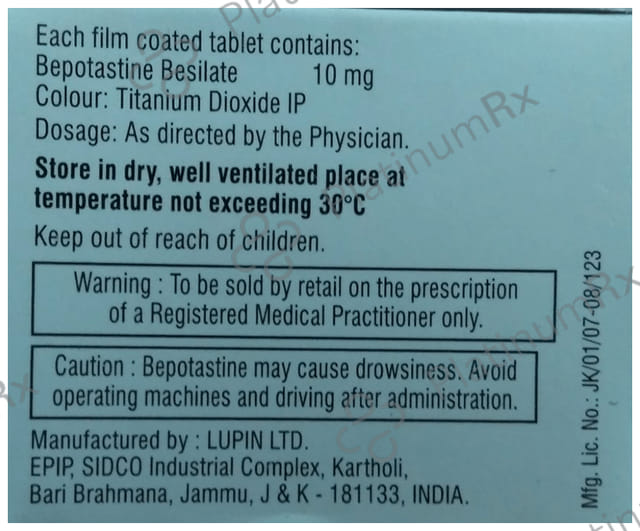 Each film coated tablet contains:
Bepotastine Besilate 10 mg
Colour: Titanium Dioxide IP
Dosage: As directed by the Physician.
Store in dry, well ventilated place at
temperature not exceeding 30°C
Keep out of reach of children.
Warning : To be sold by retail on the prescription
of a Registered Medical Practitioner only.
Caution : Bepotastine may cause drowsiness. Avoid
operating machines and driving after administration.
Manufactured by : LUPIN LTD.
EPIP, SIDCO Industrial Complex, Kartholi,
Bari Brahmana, Jammu, J & K - 181133, INDIA.
Mfg. Lic. No.: JK/01/07-08/123
PlatinumRx
PlatinumRx